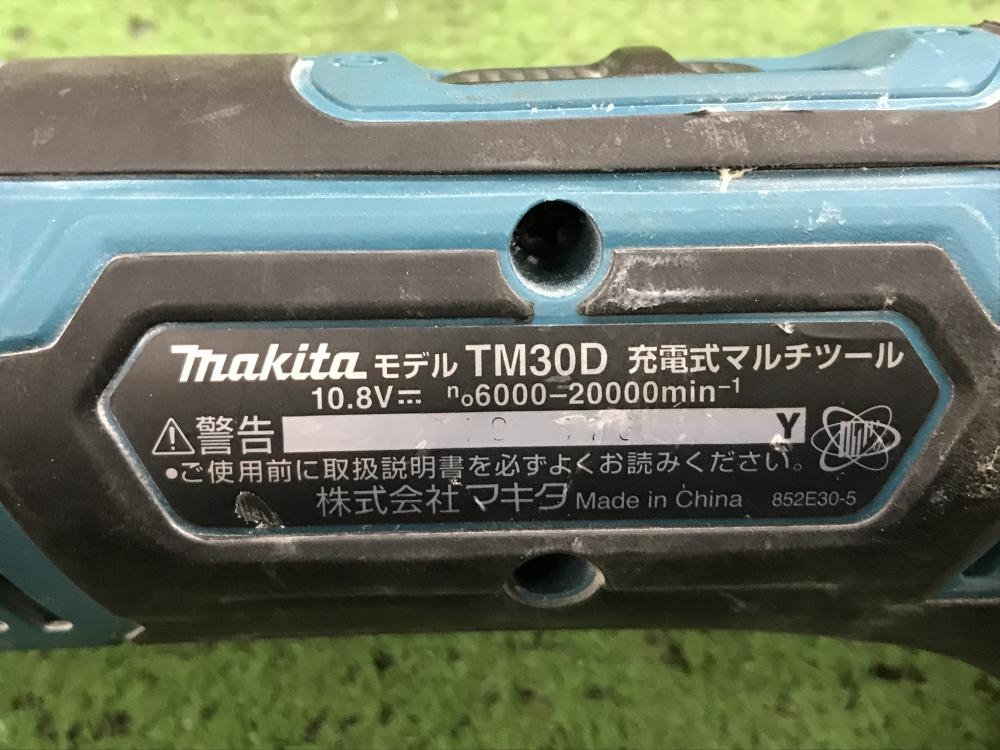 makita モデル TM30D 充電式マルチツール
10.8V⎓ n₀6000−20000min⁻¹
⚠警告 Y
●ご使用前に取扱説明書を必ずよくお読みください。
株式会社 マキタ Made in China 852E30-5